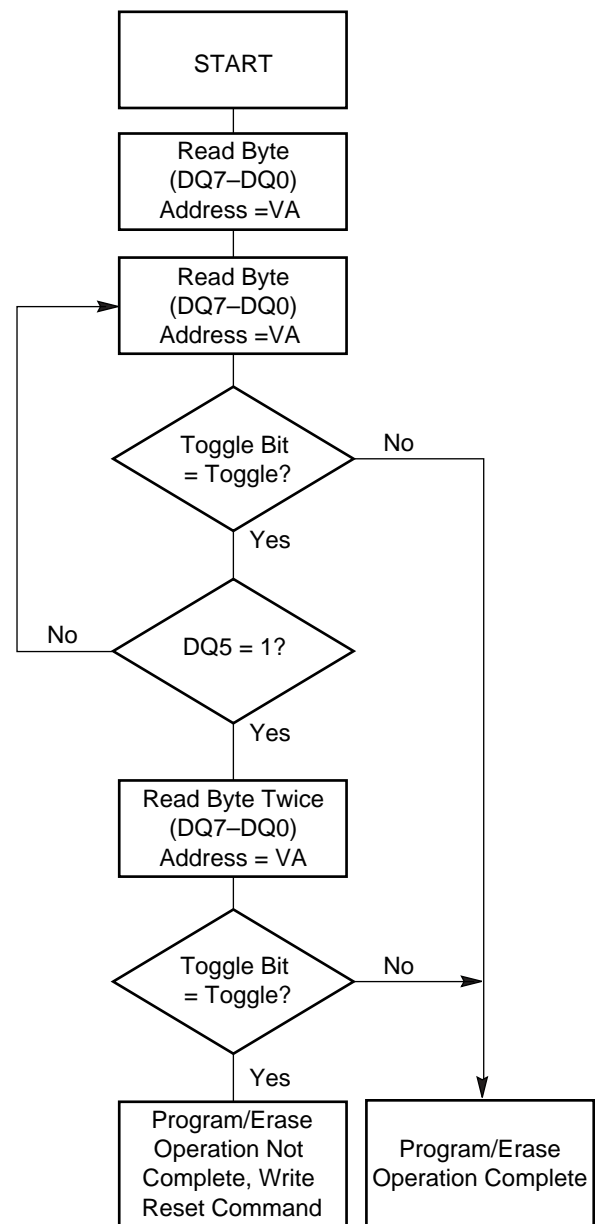 START
Read Byte
(DQ7–DQ0)
Address =VA
Read Byte
(DQ7–DQ0)
Address =VA
Toggle Bit
= Toggle?
No
Yes
No
DQ5 = 1?
Yes
Read Byte Twice
(DQ7–DQ0)
Address = VA
Toggle Bit
= Toggle?
No
Yes
Program/Erase
Operation Not
Complete, Write
Reset Command
Program/Erase
Operation Complete